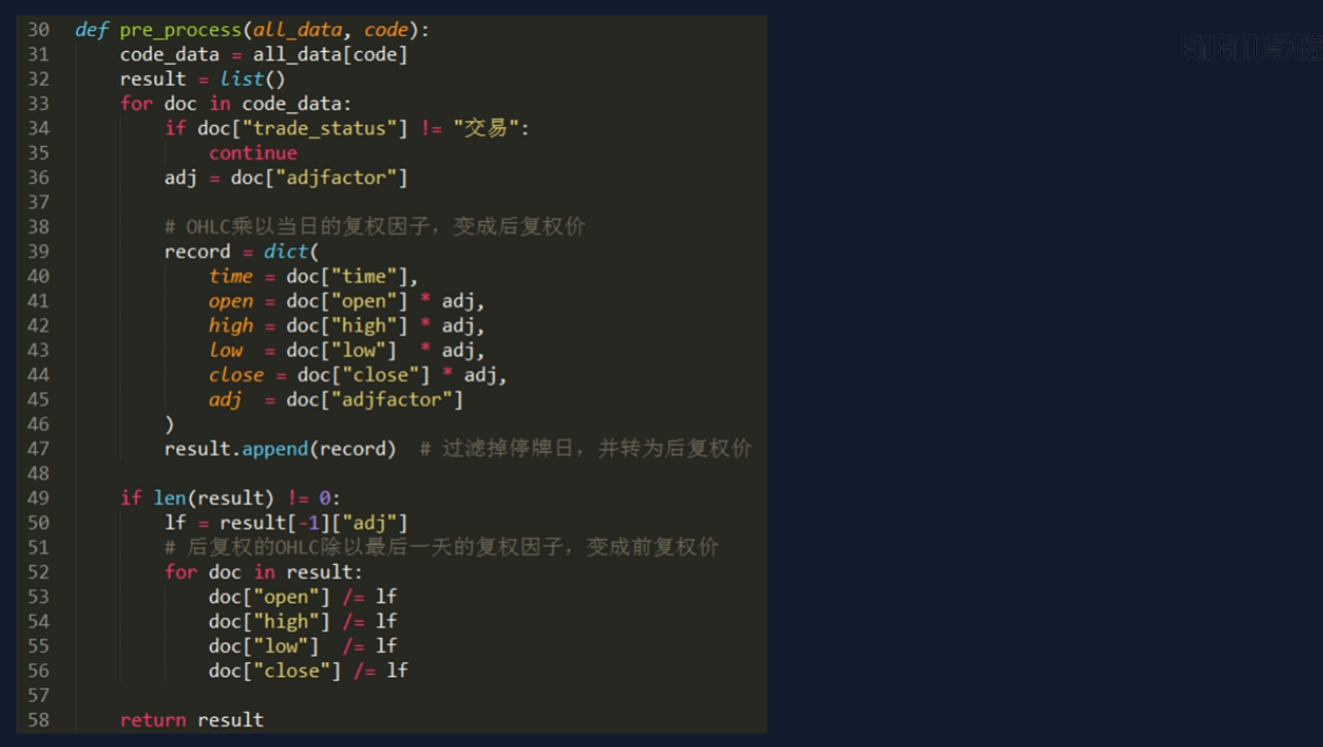 30 def pre_process(all_data, code):
31     code_data = all_data[code]
32     result = list()
33     for doc in code_data:
34         if doc["trade_status"] != "交易":
35             continue
36         adj = doc["adjfactor"]
37
38         # OHLC乘以当日的复权因子，变成后复权价
39         record = dict(
40             time = doc["time"],
41             open = doc["open"] * adj,
42             high = doc["high"] * adj,
43             low  = doc["low"]  * adj,
44             close = doc["close"] * adj,
45             adj  = doc["adjfactor"]
46         )
47         result.append(record)  # 过滤掉停牌日，并转为后复权价
48
49     if len(result) != 0:
50         lf = result[-1]["adj"]
51         # 后复权的OHLC除以最后一天的复权因子，变成前复权价
52         for doc in result:
53             doc["open"] /= lf
54             doc["high"] /= lf
55             doc["low"]  /= lf
56             doc["close"] /= lf
57
58     return result